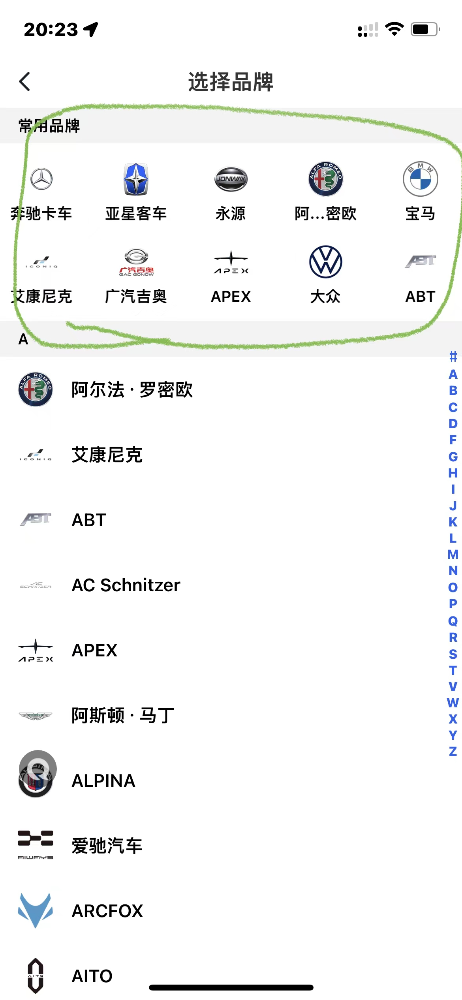 20:23
选择品牌
常用品牌
BMW
JONWAY
ALFA ROMEO
奔驰卡车 亚星客车 永源 阿...密欧 宝马
ICONIQ
广汽吉奥
GAC GONOW
APEX
ABT
艾康尼克 广汽吉奥 APEX 大众 ABT
A
#
A
B
C
D
F
G
H
I
J
K
L
M
N
O
P
Q
R
S
T
V
W
X
Y
Z
ALFA ROMEO
阿尔法·罗密欧
ICONIQ
艾康尼克
ABT
ABT
AC
SCHNITZER
AC Schnitzer
APEX
APEX
ASTON MARTIN
阿斯顿·马丁
ALPINA
ALPINA
AIWAYS
爱驰汽车
ARCFOX
AITO
AITO